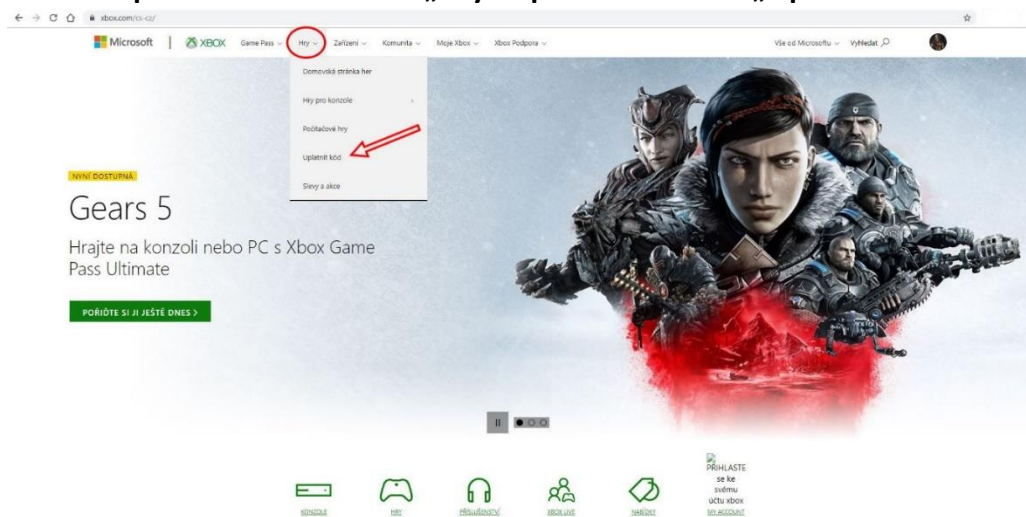 xbox.com/cs-cz/
Microsoft XBOX Game Pass Hry Zařízení Komunita Moje Xbox Xbox Podpora Vše od Microsoftu Vyhledat
Domovská stránka her
Hry pro konzole
Počítačové hry
Uplatnit kód
Slevy a akce
NYNÍ DOSTUPNÁ
Gears 5
Hrajte na konzoli nebo PC s Xbox Game
Pass Ultimate
POŘIĎTE SI JI JEŠTĚ DNES >
KONZOLE
HRY
PŘÍSLUŠENSTVÍ
XBOX LIVE
NABÍDKY
PŘIHLASTE
se ke
svému
účtu xbox
MY ACCOUNT